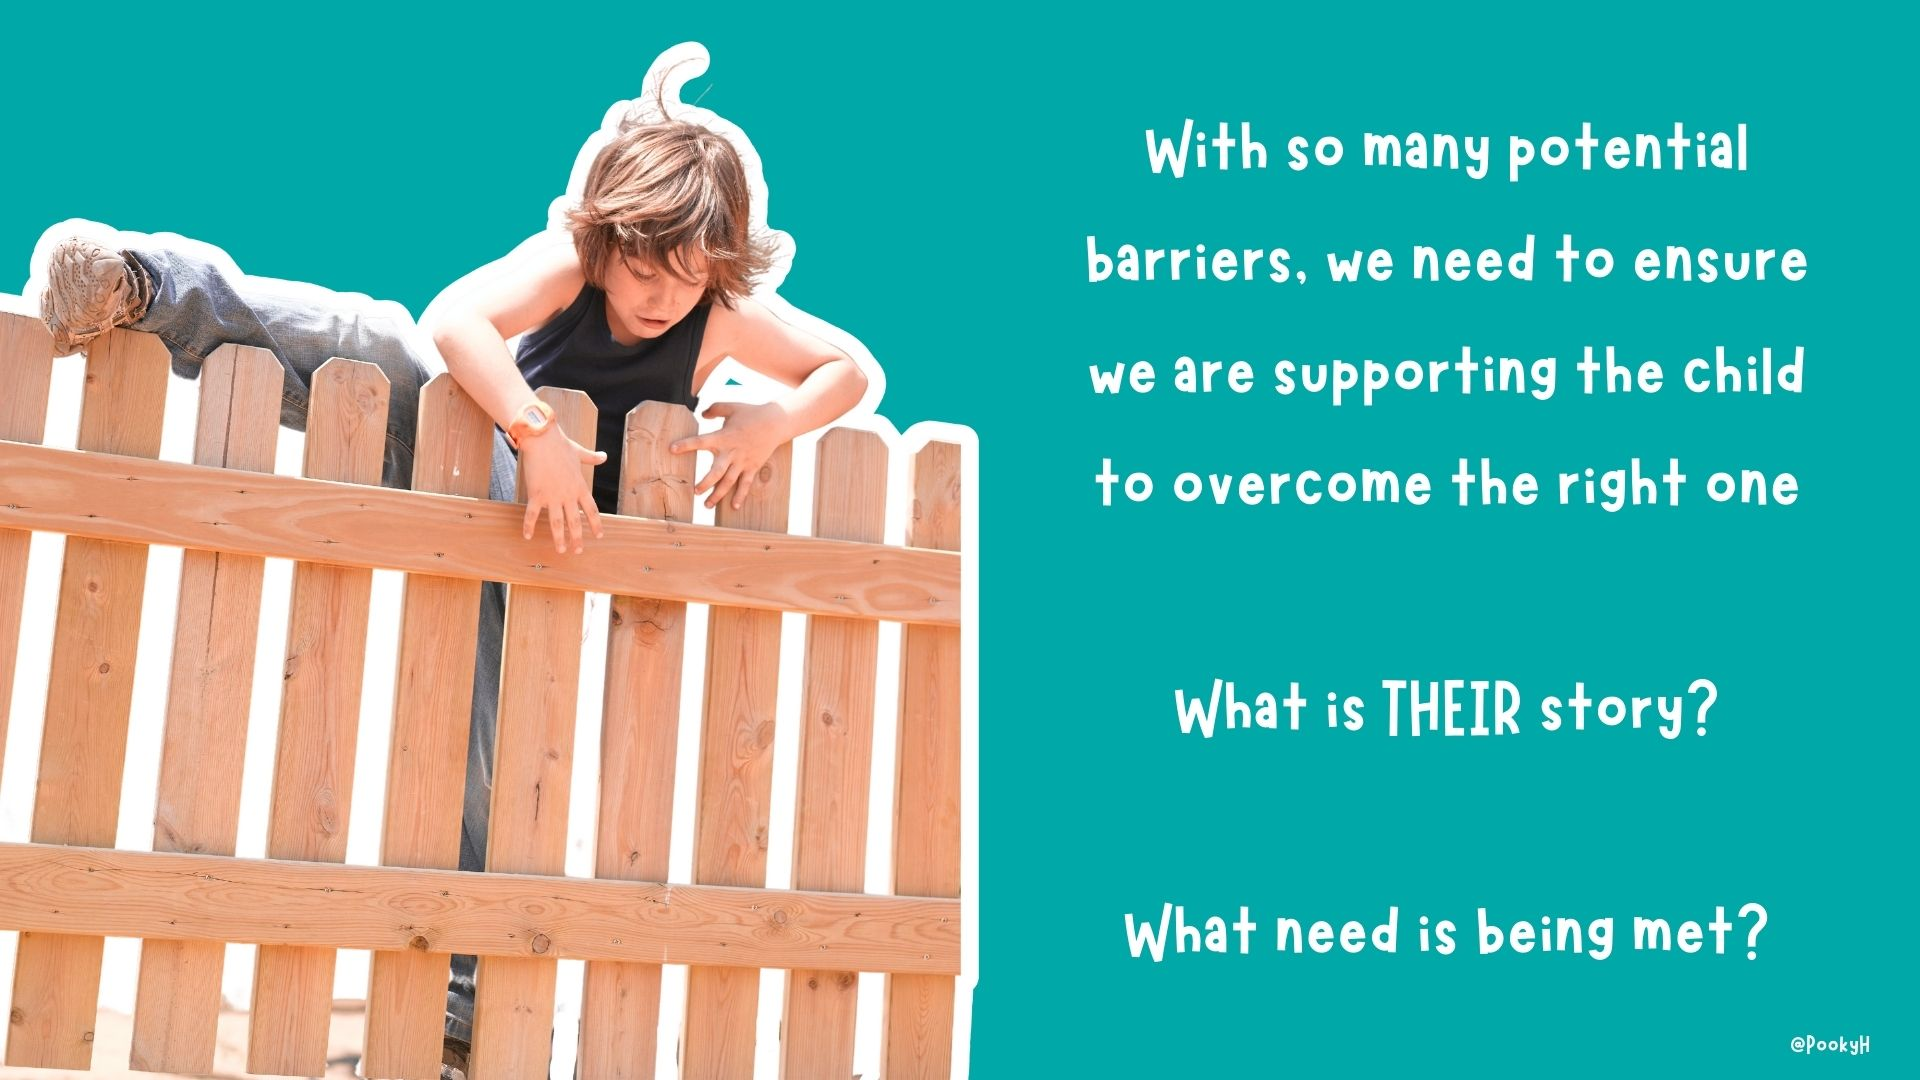 With so many potential
barriers, we need to ensure
we are supporting the child
to overcome the right one
What is THEIR story?
What need is being met?
@PookyH